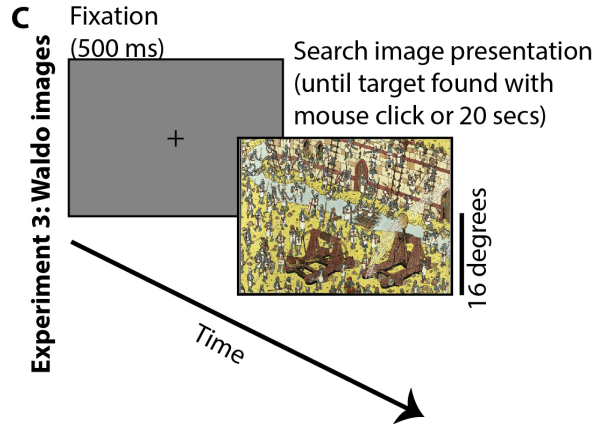 C
Fixation
(500 ms)
Search image presentation
(until target found with
mouse click or 20 secs)
Experiment 3: Waldo images
16 degrees
Time